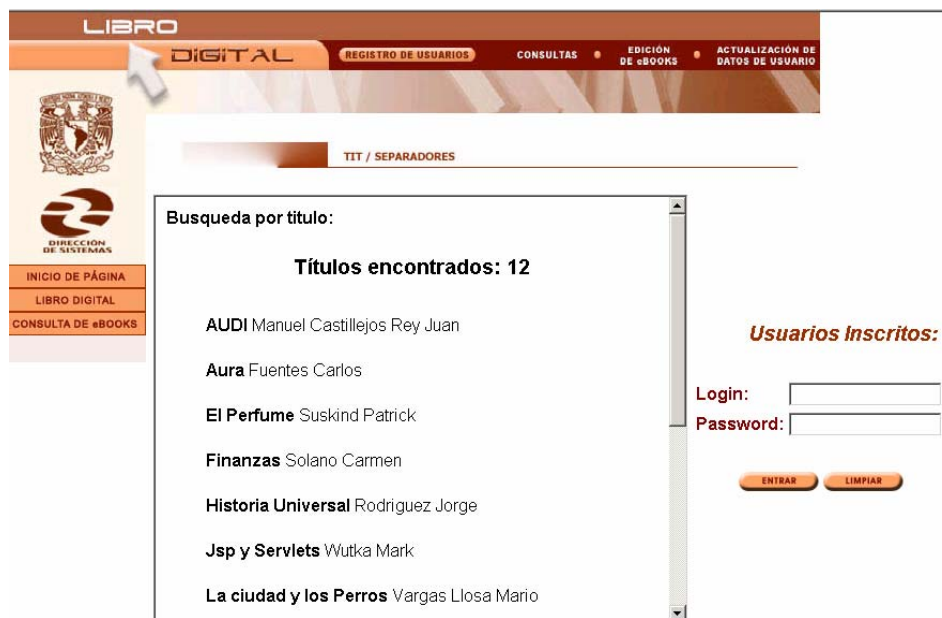 LIBRO
DIGITAL
REGISTRO DE USUARIOS
CONSULTAS
EDICIÓN
DE eBOOKS
ACTUALIZACIÓN DE
DATOS DE USUARIO
TIT / SEPARADORES
DIRECCIÓN
DE SISTEMAS
INICIO DE PÁGINA
LIBRO DIGITAL
CONSULTA DE eBOOKS
Busqueda por titulo:
Títulos encontrados: 12
AUDI Manuel Castillejos Rey Juan
Aura Fuentes Carlos
El Perfume Suskind Patrick
Finanzas Solano Carmen
Historia Universal Rodriguez Jorge
Jsp y Servlets Wutka Mark
La ciudad y los Perros Vargas Llosa Mario
Usuarios Inscritos:
Login:
Password:
ENTRAR LIMPIAR